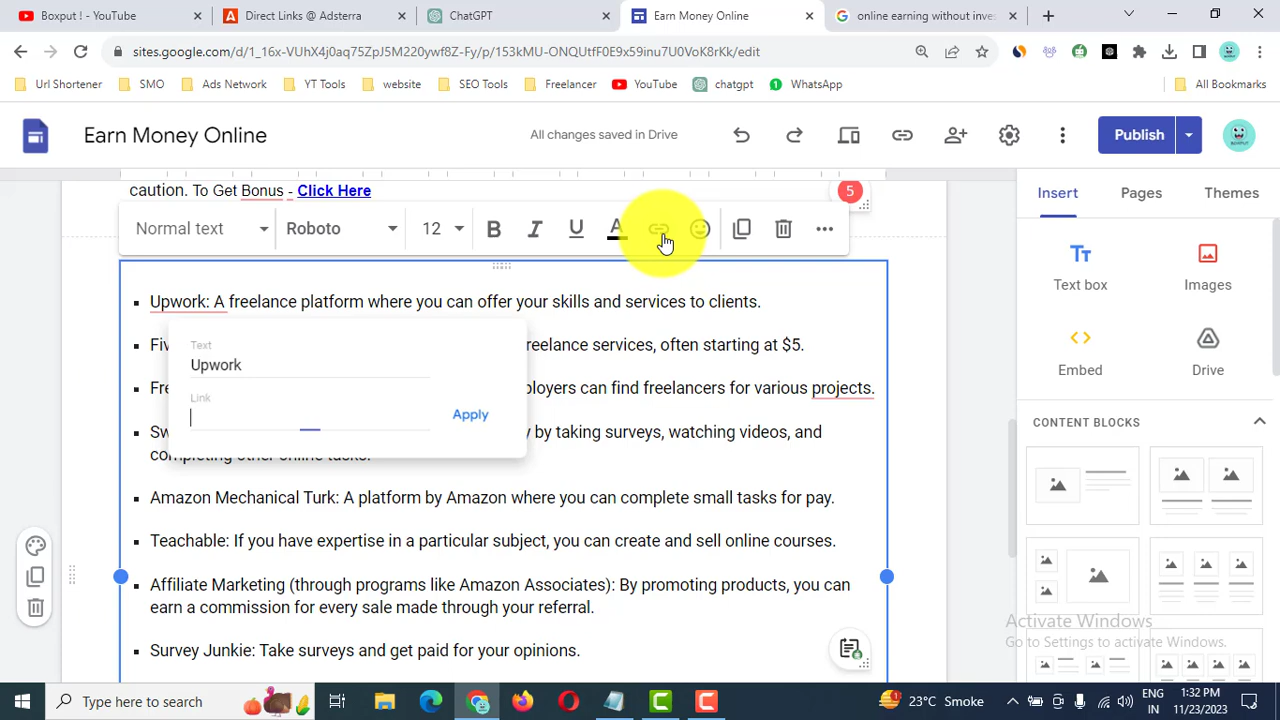 Boxput ! - YouTube
Direct Links @ Adsterra
ChatGPT
Earn Money Online
online earning without inves
sites.google.com/d/1_16x-VUhX4j0aq75ZpJ5M220ywf8Z-Fy/p/153kMU-ONQUtfF0E9x59inu7U0VoK8rKk/edit
Url Shortener
SMO
Ads Network
YT Tools
website
SEO Tools
Freelancer
YouTube
chatgpt
WhatsApp
All Bookmarks
Earn Money Online
All changes saved in Drive
Publish
caution. To Get Bonus - Click Here
5
Insert
Pages
Themes
Normal text
Roboto
12
Text box
Images
Embed
Drive
Upwork: A freelance platform where you can offer your skills and services to clients.
reelance services, often starting at $5.
ployers can find freelancers for various projects.
y by taking surveys, watching videos, and
completing other online tasks.
Text
Upwork
Link
Apply
Amazon Mechanical Turk: A platform by Amazon where you can complete small tasks for pay.
Teachable: If you have expertise in a particular subject, you can create and sell online courses.
Affiliate Marketing (through programs like Amazon Associates): By promoting products, you can
earn a commission for every sale made through your referral.
Survey Junkie: Take surveys and get paid for your opinions.
CONTENT BLOCKS
Activate Windows
Go to Settings to activate Windows.
Type here to search
1
23°C Smoke
ENG
IN
1:32 PM
11/23/2023